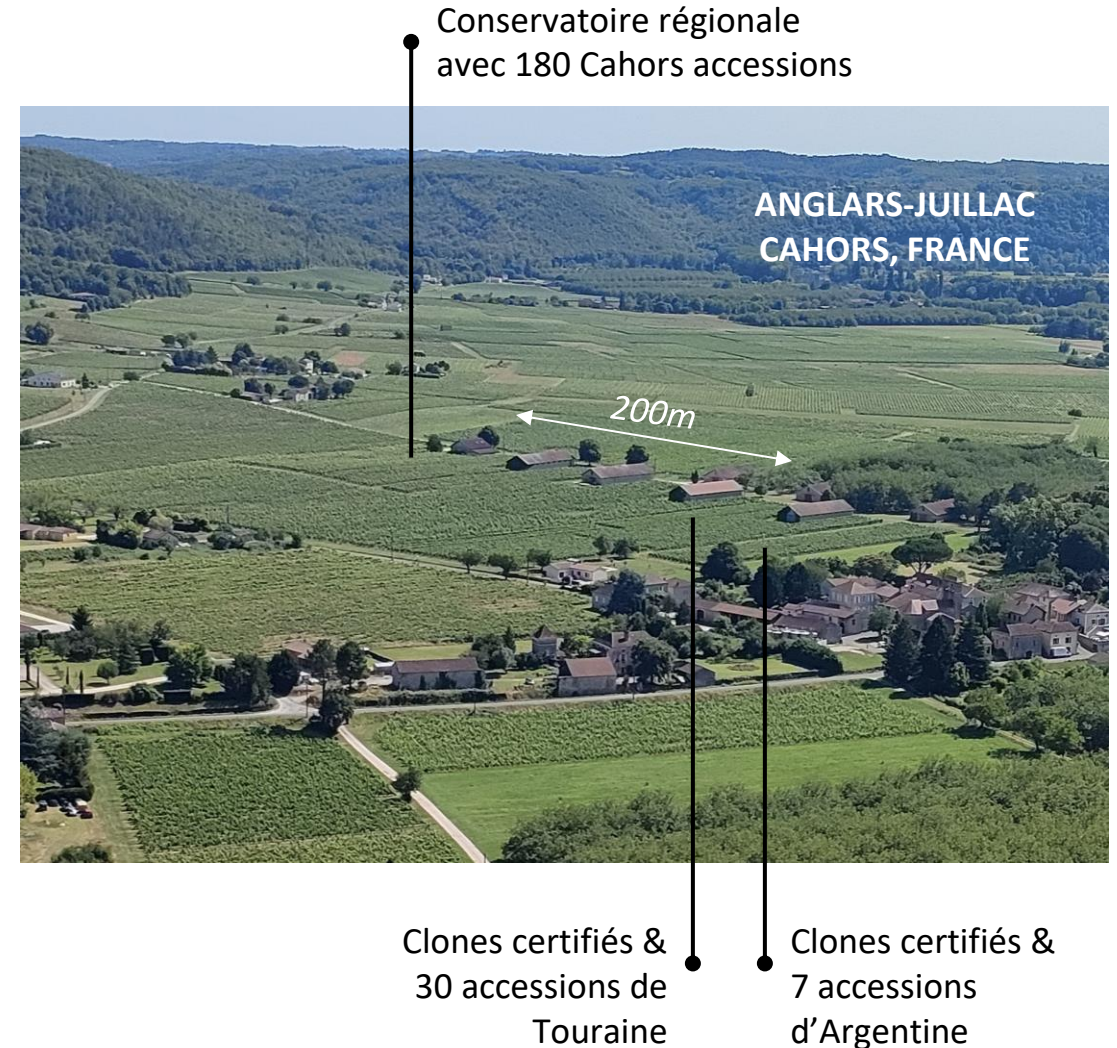 Conservatoire régionale
avec 180 Cahors accessions
ANGLARS-JUILLAC
CAHORS, FRANCE
200m
Clones certifiés &
30 accessions de
Touraine
Clones certifiés &
7 accessions
d’Argentine